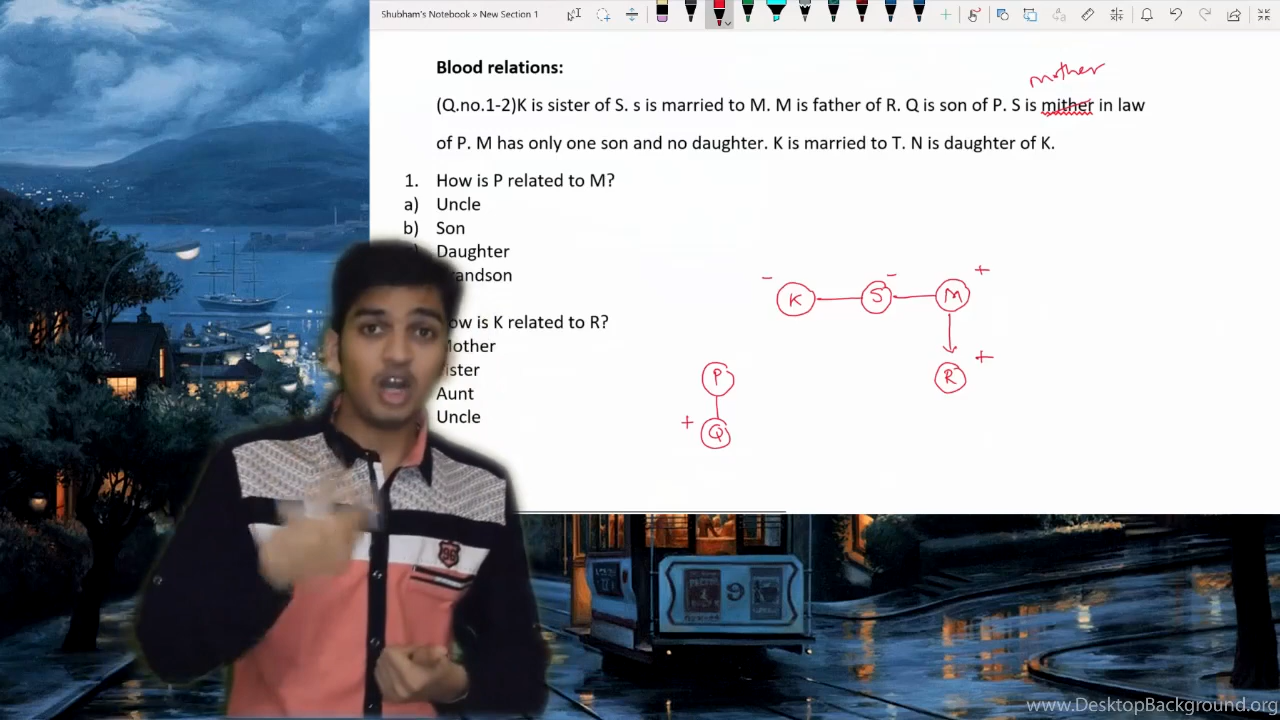 Shubham's Notebook » New Section 1
Blood relations:
mother
(Q.no.1-2)K is sister of S. s is married to M. M is father of R. Q is son of P. S is mither in law
of P. M has only one son and no daughter. K is married to T. N is daughter of K.
1. How is P related to M?
a) Uncle
b) Son
Daughter
randson
ow is K related to R?
Mother
ister
Aunt
Uncle
- - +
K S M
+
P R
+ Q
9
www.DesktopBackground.org